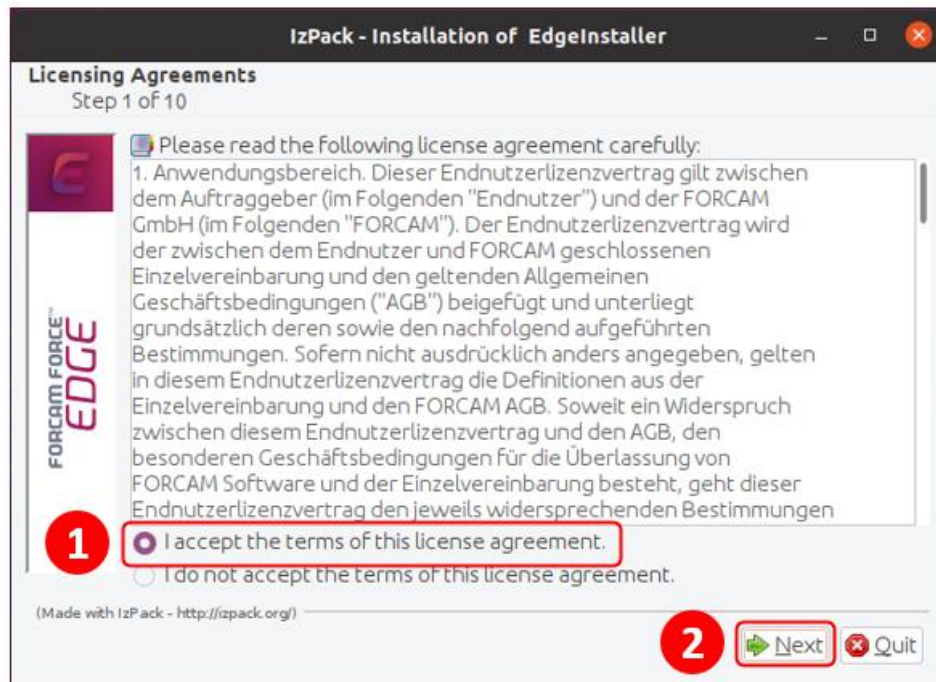 IzPack - Installation of EdgeInstaller
Licensing Agreements
Step 1 of 10
Please read the following license agreement carefully:
1. Anwendungsbereich. Dieser Endnutzerlizenzvertrag gilt zwischen
dem Auftraggeber (im Folgenden "Endnutzer") und der FORCAM
GmbH (im Folgenden "FORCAM"). Der Endnutzerlizenzvertrag wird
der zwischen dem Endnutzer und FORCAM geschlossenen
Einzelvereinbarung und den geltenden Allgemeinen
Geschäftsbedingungen ("AGB") beigefügt und unterliegt
grundsätzlich deren sowie den nachfolgend aufgeführten
Bestimmungen. Sofern nicht ausdrücklich anders angegeben, gelten
in diesem Endnutzerlizenzvertrag die Definitionen aus der
Einzelvereinbarung und den FORCAM AGB. Soweit ein Widerspruch
zwischen diesem Endnutzerlizenzvertrag und den AGB, den
besonderen Geschäftsbedingungen für die Überlassung von
FORCAM Software und der Einzelvereinbarung besteht, geht dieser
Endnutzerlizenzvertrag den jeweils widersprechenden Bestimmungen
FORCAM FORCE™
EDGE
1
I accept the terms of this license agreement.
I do not accept the terms of this license agreement.
(Made with IzPack - http://izpack.org/)
2
Next
Quit